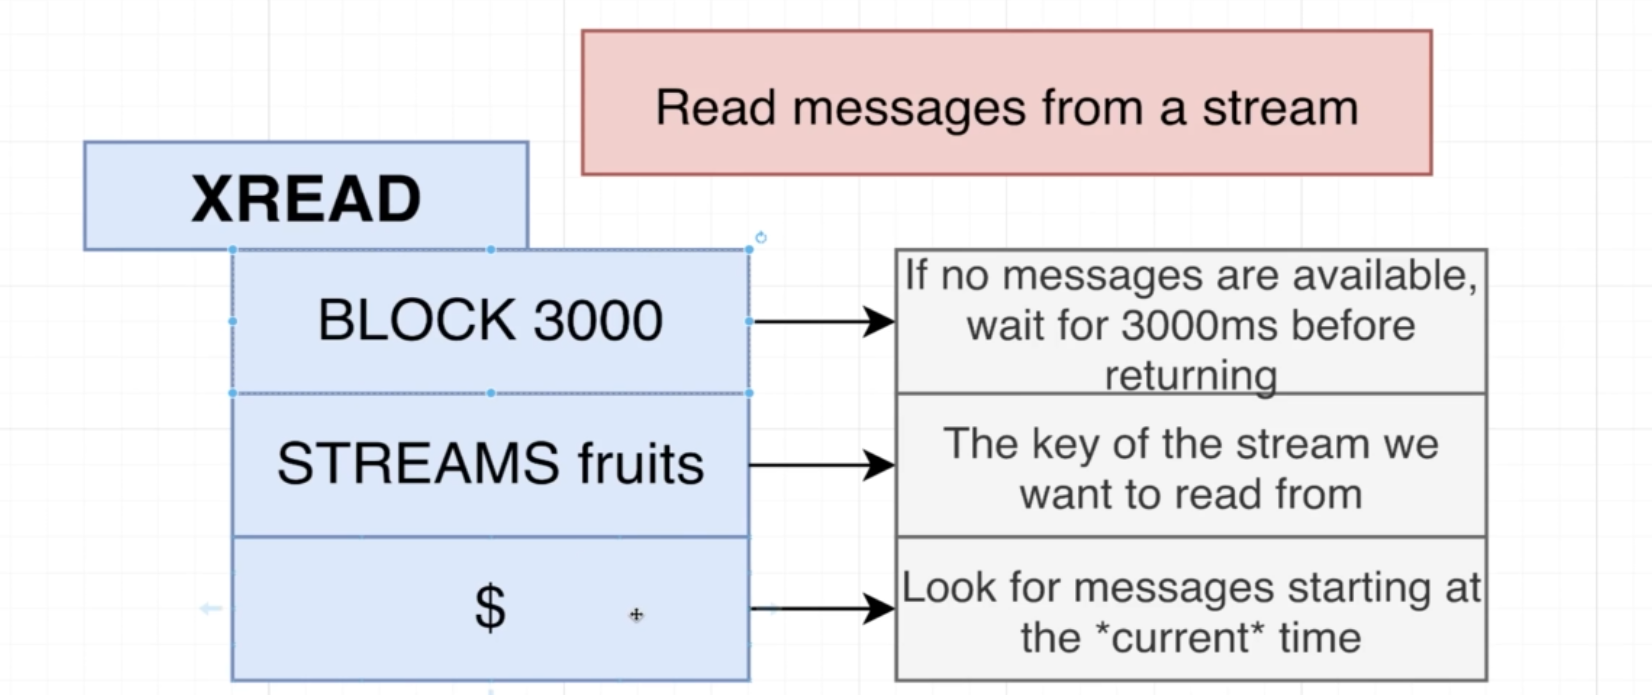 Read messages from a stream
XREAD
BLOCK 3000
If no messages are available,
wait for 3000ms before
returning
STREAMS fruits
The key of the stream we
want to read from
$
Look for messages starting at
the *current* time